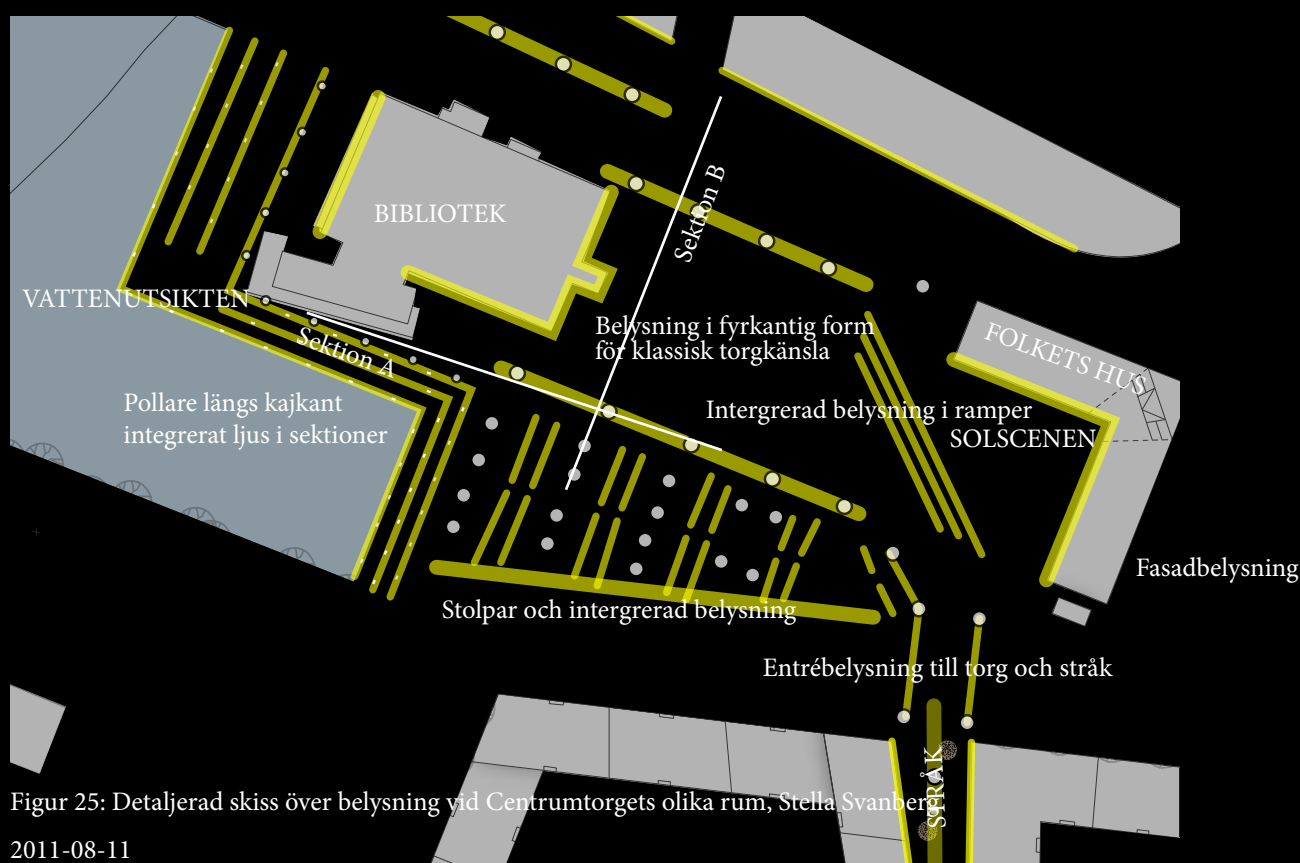 Sektion B
BIBLIOTEK
VATTENUTSIKTEN
Sektion A
Belysning i fyrkantig form
för klassisk torgkänsla
FOLKETS HUS
Pollare längs kajkant
integrerat ljus i sektioner
Intergrerad belysning i ramper
SOLSCENEN
Fasadbelysning
Stolpar och intergrerad belysning
Entrébelysning till torg och stråk
STRÅK
Figur 25: Detaljerad skiss över belysning vid Centrumtorgets olika rum, Stella Svanberg
2011-08-11